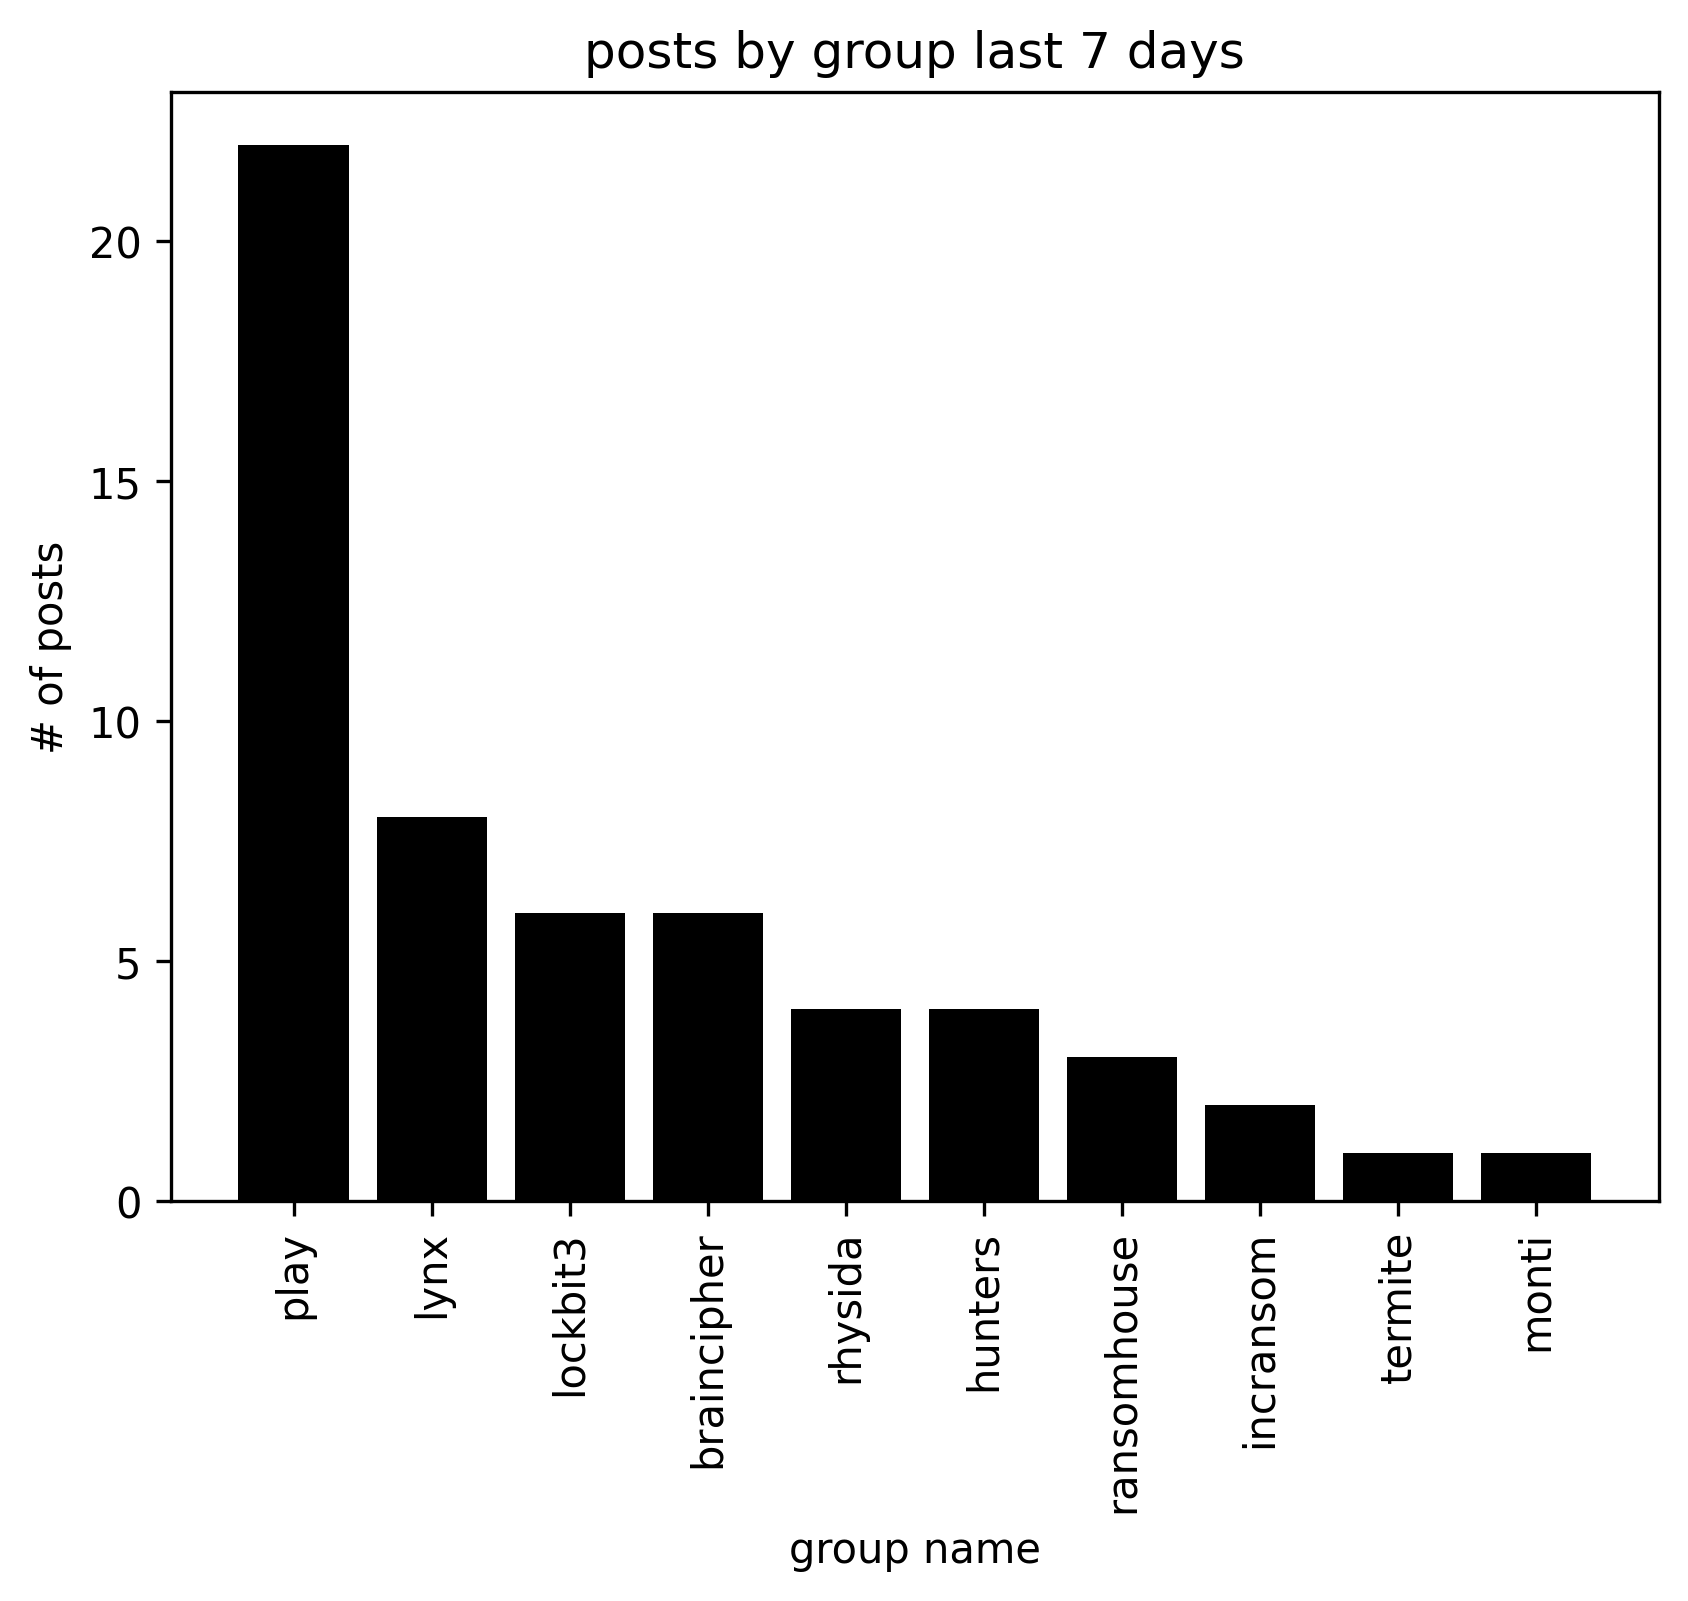 posts by group last 7 days
# of posts
20
15
10
5
0
play
lynx
lockbit3
braincipher
rhysida
hunters
ransomhouse
incransom
termite
monti
group name